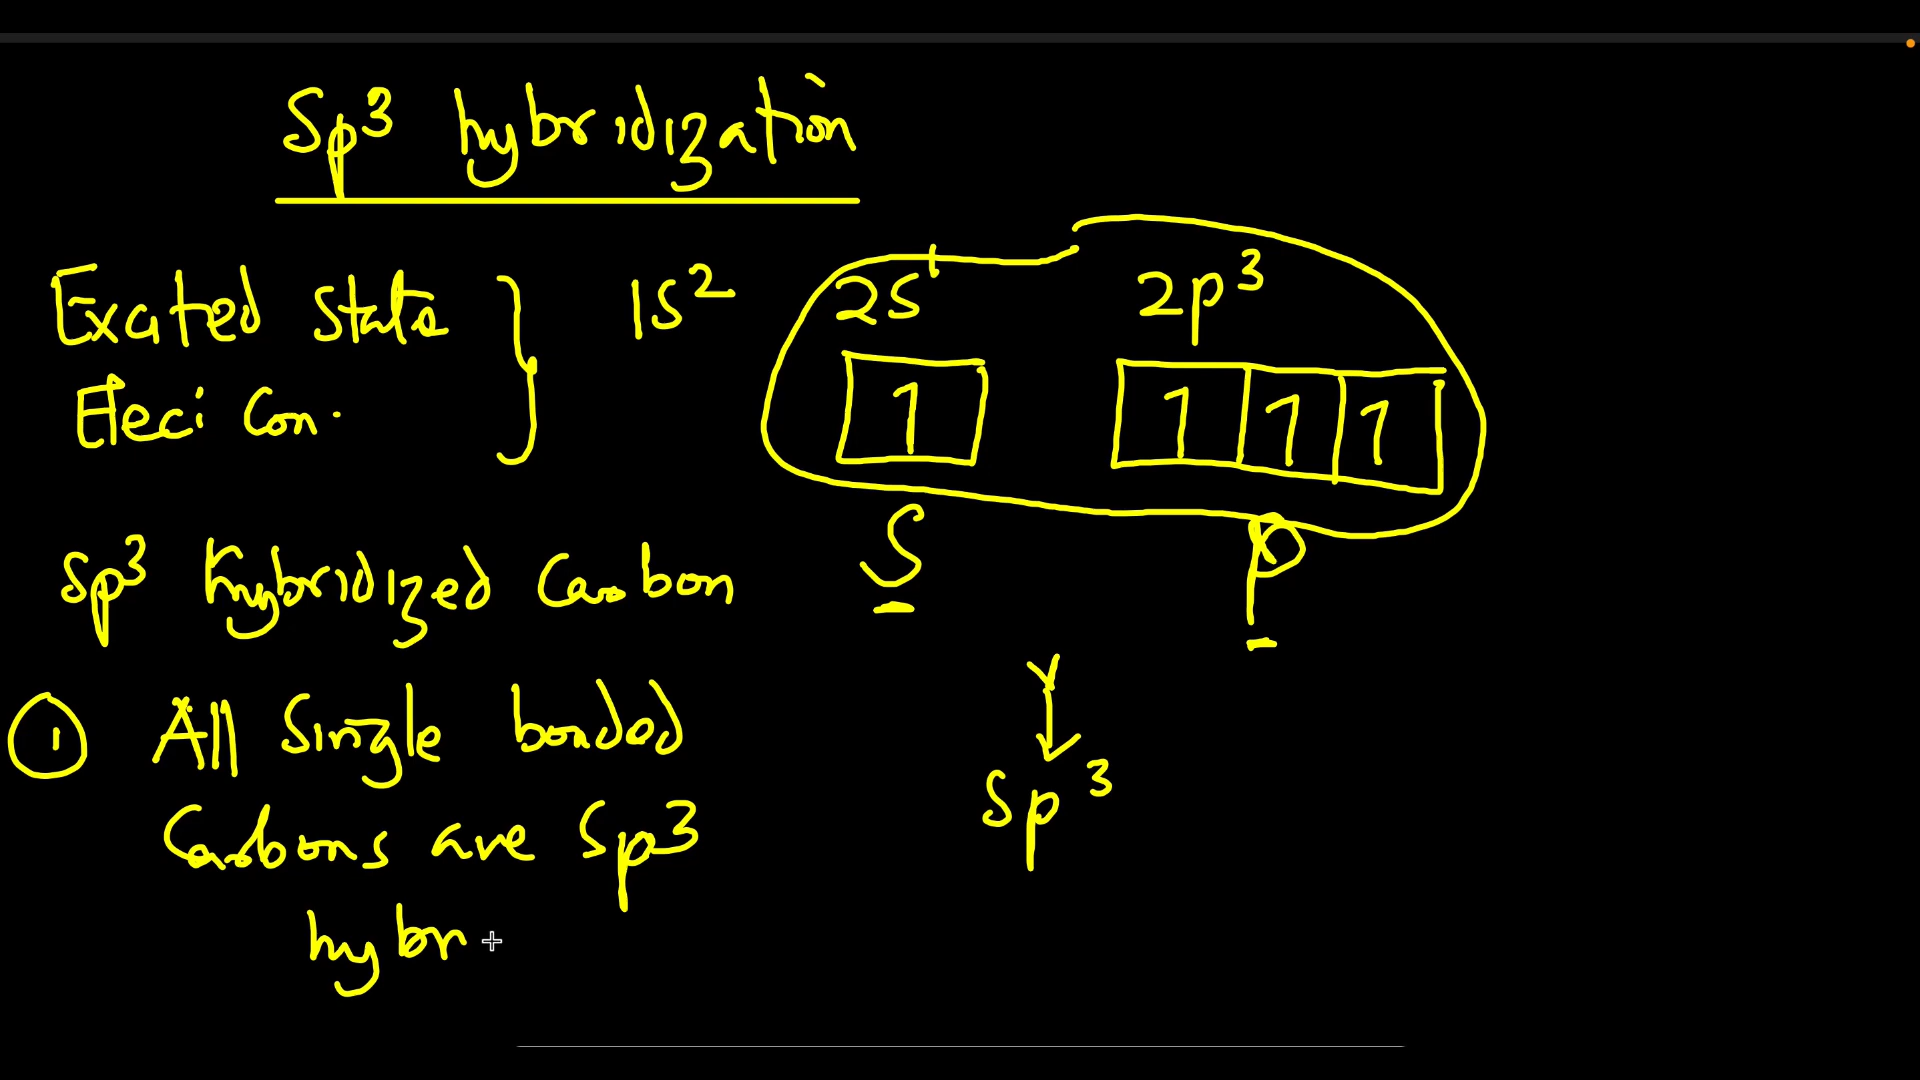 Sp³ hybridization
Excited state
Elec: Con.
1s² 2s¹ 2p³
1 1 1 1
S p
Sp³ hybridized Carbon
Sp³
① All Single bonded
Carbons are Sp³
hybr